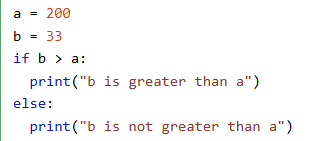 a = 200
b = 33
if b > a:
  print("b is greater than a")
else:
  print("b is not greater than a")